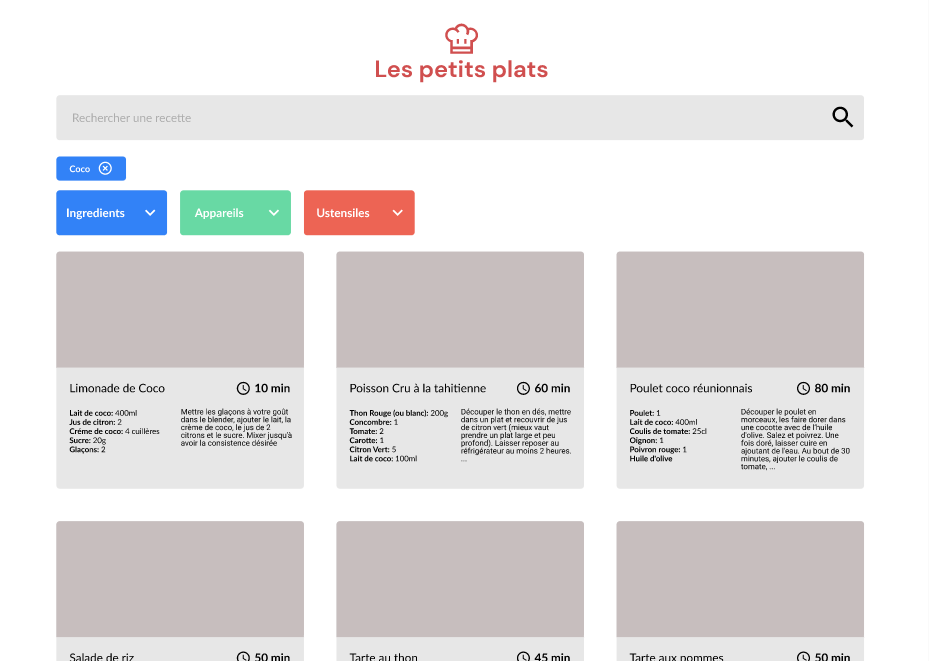 Les petits plats
Rechercher une recette
Coco
Ingredients
Appareils
Ustensiles
Limonade de Coco
10 min
Lait de coco: 400ml
Jus de citron: 2
Créme de coco: 4 cuillères
Sucre: 20g
Glaçons: 2
Mettre les glaçons à votre goût
dans le blender, ajouter le lait, la
crème de coco, le jus de 2
citrons et le sucre. Mixer jusqu'à
avoir la consistence désirée
Poisson Cru à la tahitienne
60 min
Thon Rouge (ou blanc): 200g
Concombre: 1
Tomate: 2
Carotte: 1
Citron Vert: 5
Lait de coco: 100ml
Découper le thon en dés, mettre
dans un plat et recouvrir de jus
de citron vert (mieux vaut
prendre un plat large et peu
profond). Laisser reposer au
réfrigérateur au moins 2 heures.
...
Poulet coco réunionnais
80 min
Poulet: 1
Lait de coco: 400ml
Coulis de tomate: 25cl
Oignon: 1
Poivron rouge: 1
Huile d'olive
Découper le poulet en
morceaux, les faire dorer dans
une cocotte avec de l'huile
d'olive. Salez et poivrez. Une
fois doré, laisser cuire en
ajoutant de l'eau. Au bout de 30
minutes, ajouter le coulis de
tomate, ...
Salade de riz
50 min
Tarte au thon
45 min
Tarte aux pommes
50 min